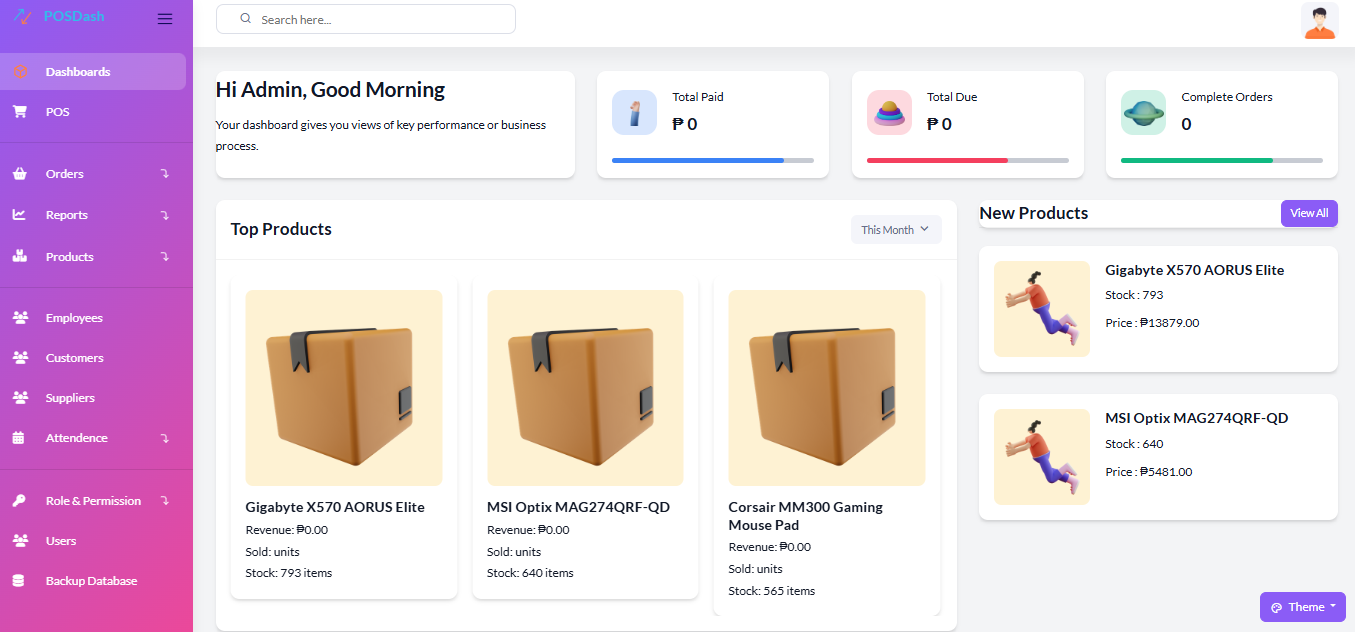 POSDash
Search here...
Dashboards
POS
Orders
Reports
Products
Employees
Customers
Suppliers
Attendence
Role & Permission
Users
Backup Database
Hi Admin, Good Morning
Your dashboard gives you views of key performance or business
process.
Total Paid
₱ 0
Total Due
₱ 0
Complete Orders
0
Top Products
This Month
Gigabyte X570 AORUS Elite
Revenue: ₱0.00
Sold: units
Stock: 793 items
MSI Optix MAG274QRF-QD
Revenue: ₱0.00
Sold: units
Stock: 640 items
Corsair MM300 Gaming
Mouse Pad
Revenue: ₱0.00
Sold: units
Stock: 565 items
New Products
View All
Gigabyte X570 AORUS Elite
Stock : 793
Price : ₱13879.00
MSI Optix MAG274QRF-QD
Stock : 640
Price : ₱5481.00
Theme